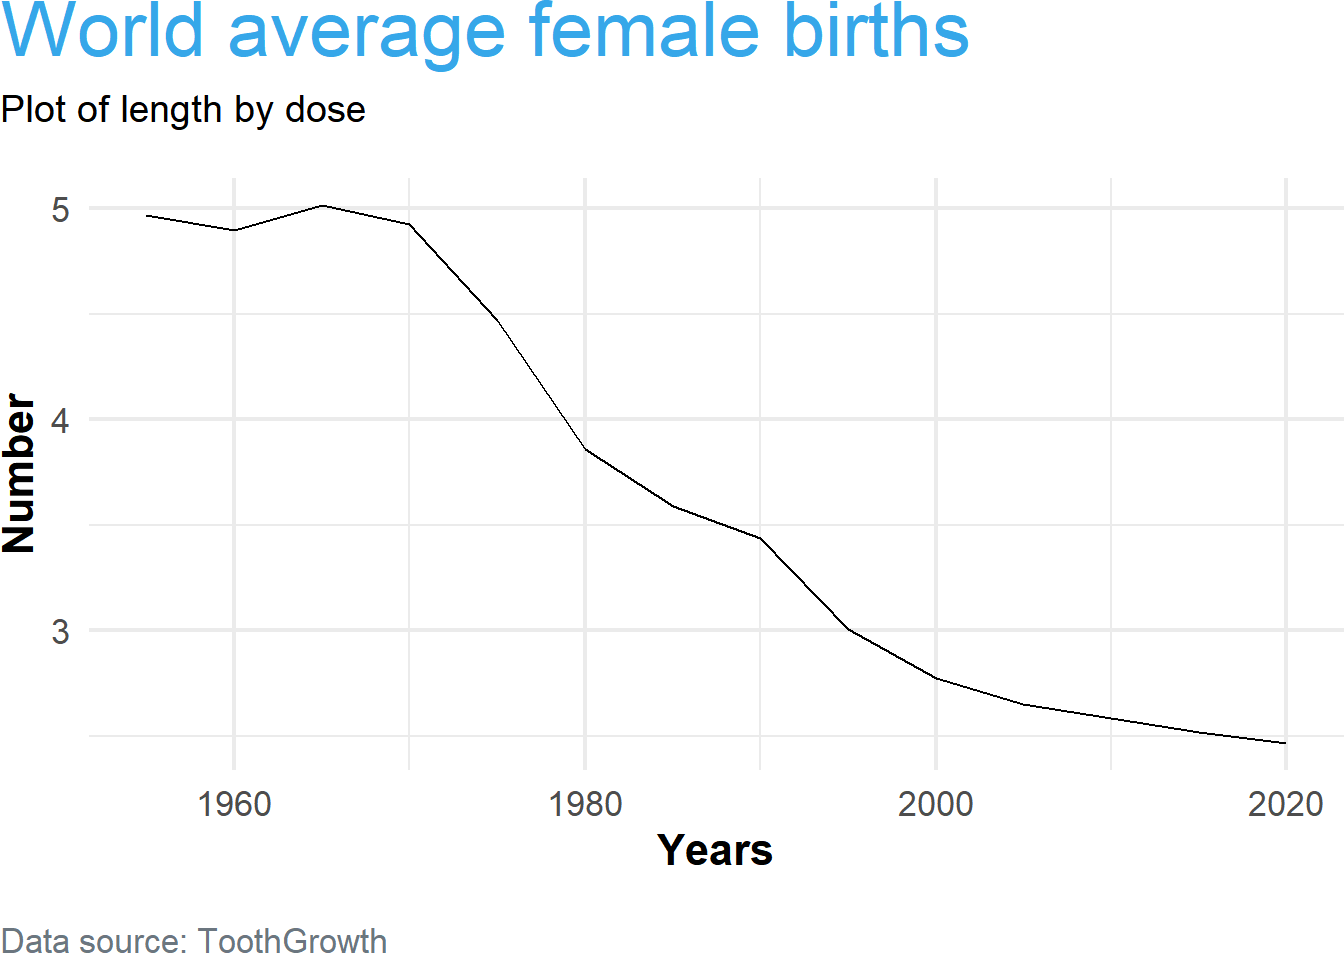 World average female births
Plot of length by dose
5
4
3
Number
1960 1980 2000 2020
Years
Data source: ToothGrowth